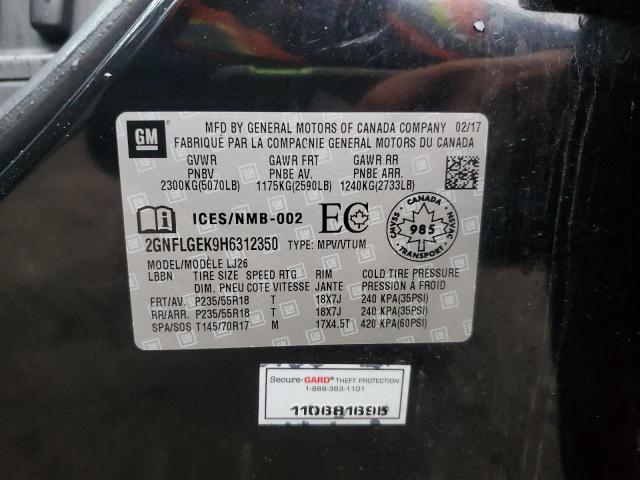 GM
MFD BY GENERAL MOTORS OF CANADA COMPANY 02/17
FABRIQUÉ PAR LA COMPAGNIE GENERAL MOTORS DU CANADA
GVWR GAWR FRT GAWR RR
PNBV PNBE AV. PNBE ARR.
2300KG(5070LB) 1175KG(2590LB) 1240KG(2733LB)
ICES/NMB-002 EC
CMVSS NSVAC 985 TRANSPORT
2GNFLGEK9H6312350 TYPE: MPV/VTUM
MODEL/MODÈLE LJ26
LBBN TIRE SIZE SPEED RTG RIM COLD TIRE PRESSURE
DIM. PNEU COTE VITESSE JANTE PRESSION À FROID
FRT/AV. P235/55R18 T 18X7J 240 KPA(35PSI)
RR/ARR. P235/55R18 T 18X7J 240 KPA(35PSI)
SPA/SOS T145/70R17 M 17X4.5T 420 KPA(60PSI)
Secure-GARD® THEFT PROTECTION
1-888-383-1101